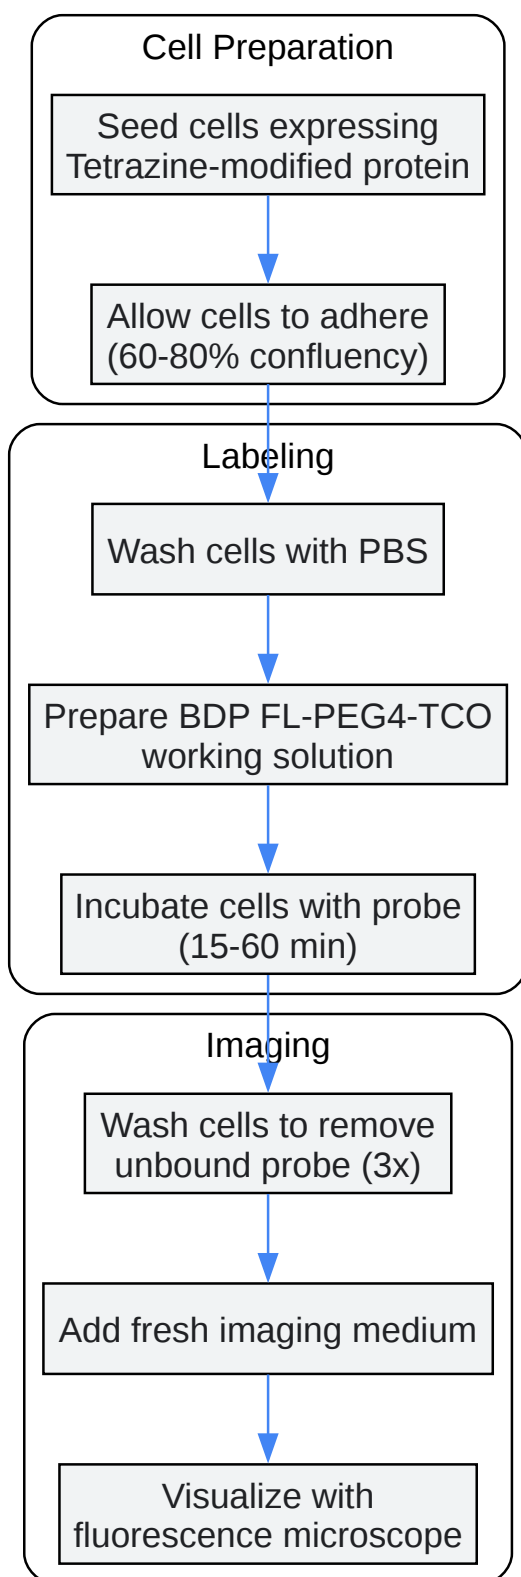 Cell Preparation
Seed cells expressing
Tetrazine-modified protein
Allow cells to adhere
(60-80% confluency)
Labeling
Wash cells with PBS
Prepare BDP FL-PEG4-TCO
working solution
Incubate cells with probe
(15-60 min)
Imaging
Wash cells to remove
unbound probe (3x)
Add fresh imaging medium
Visualize with
fluorescence microscope